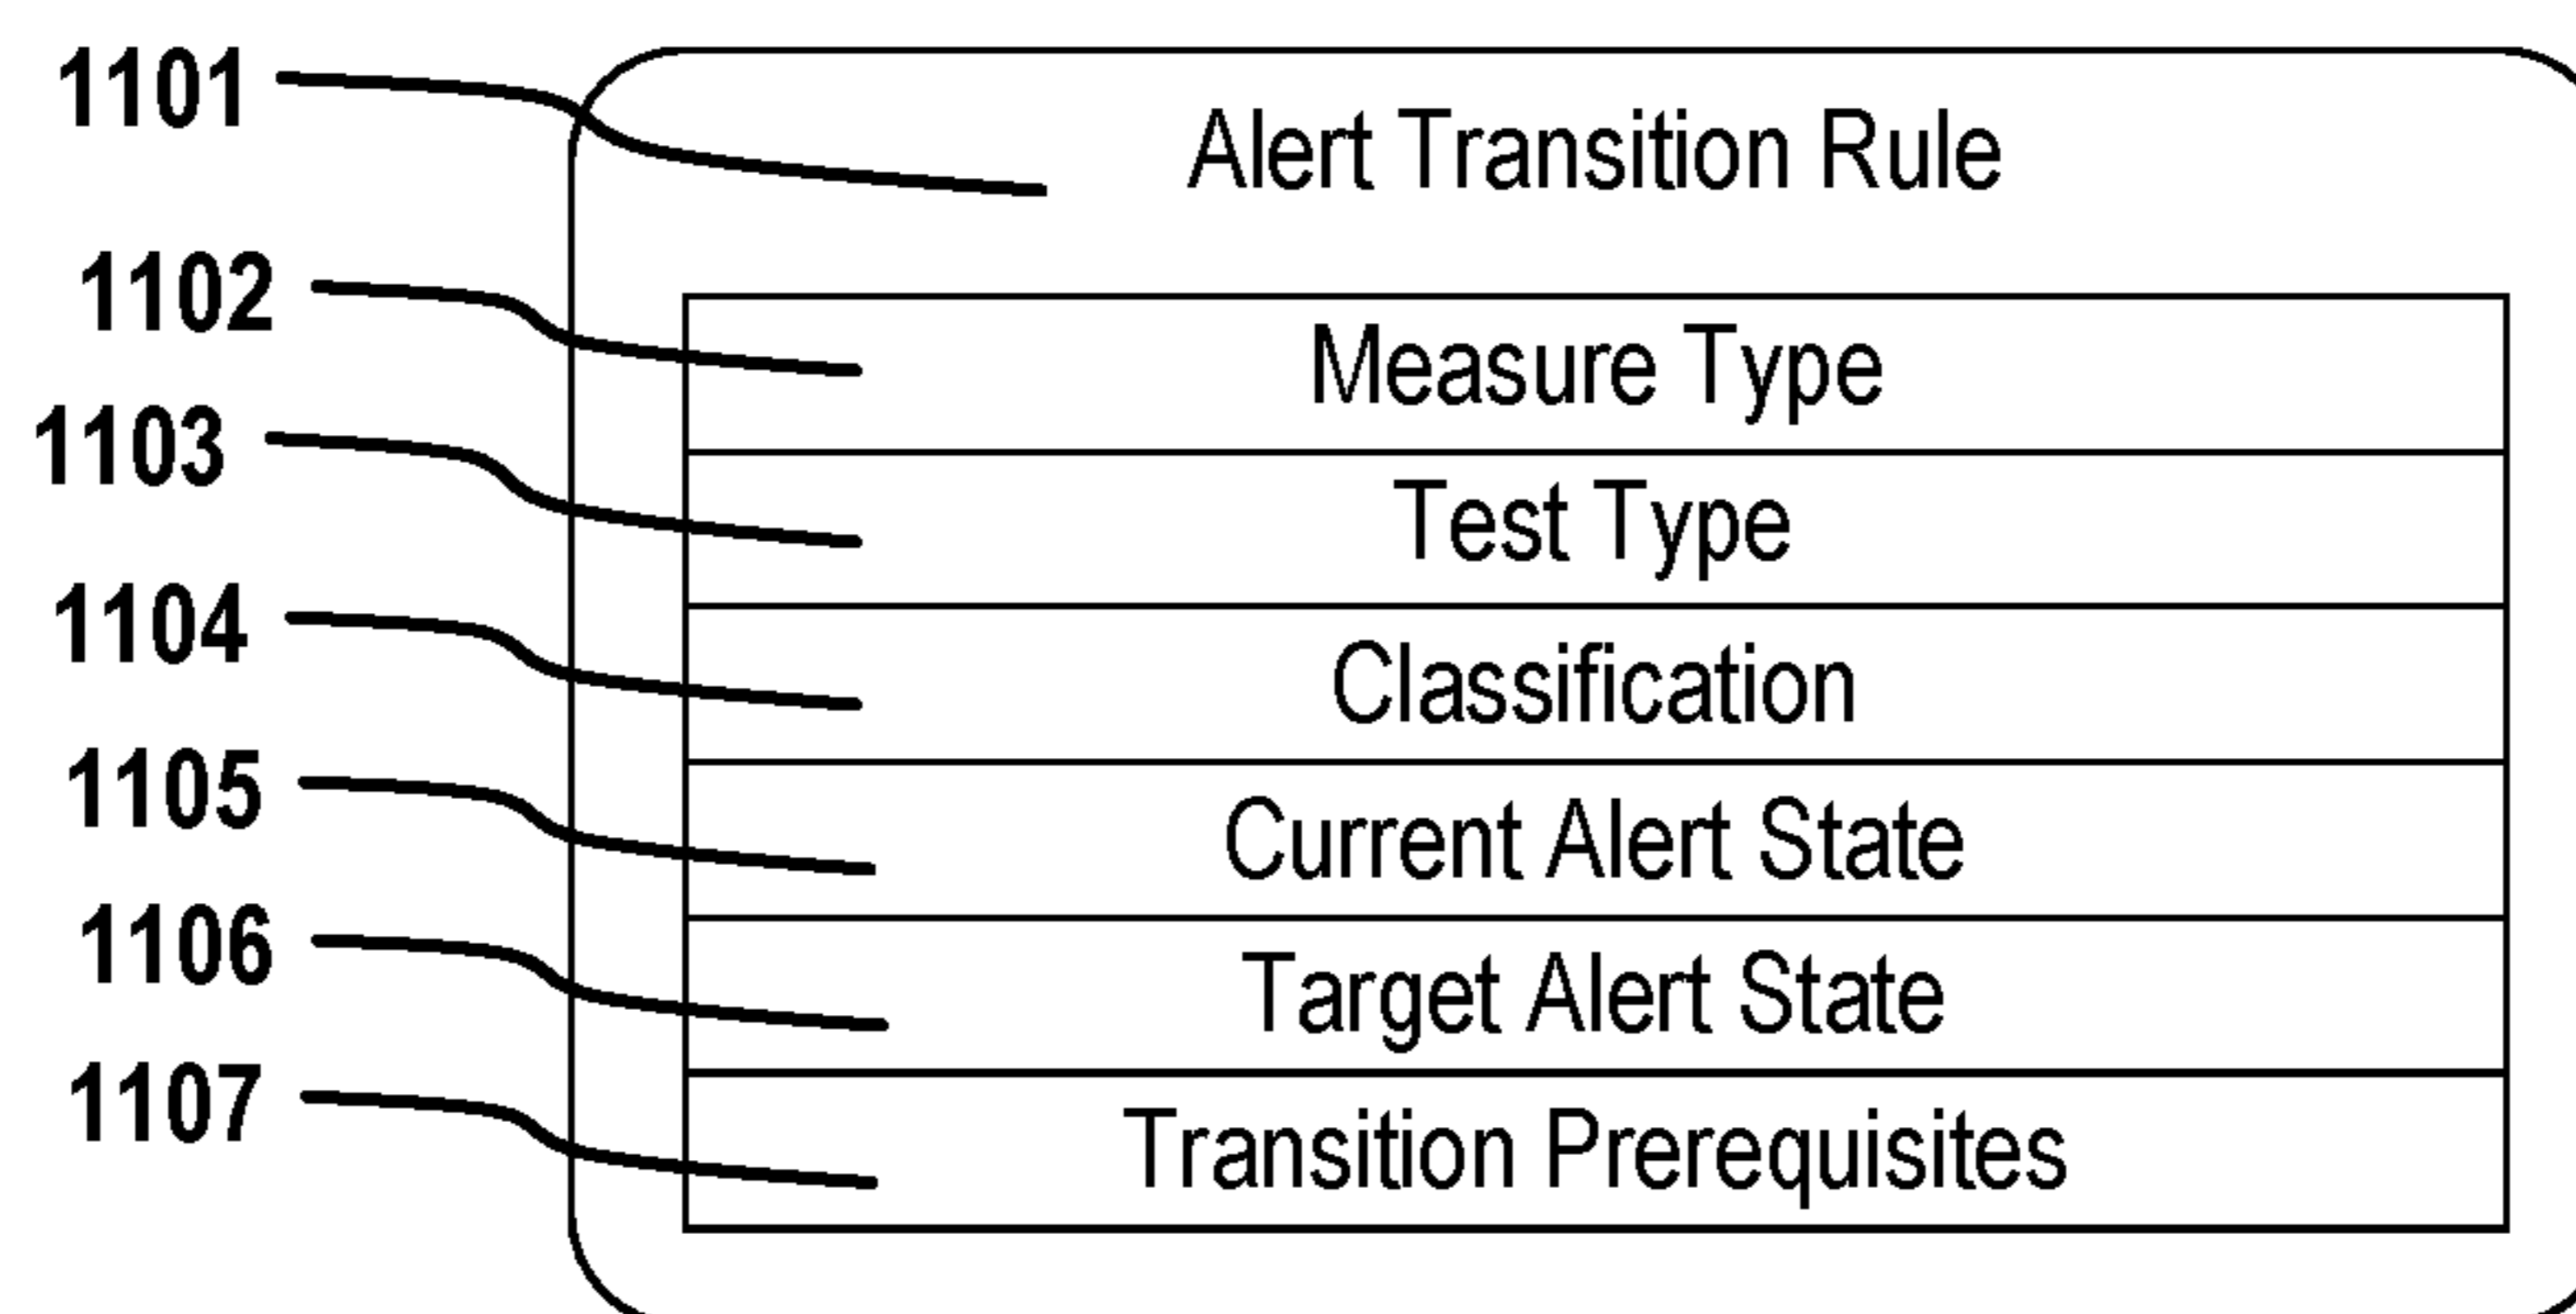 1101
Alert Transition Rule
1102
Measure Type
1103
Test Type
1104
Classification
1105
Current Alert State
1106
Target Alert State
1107
Transition Prerequisites